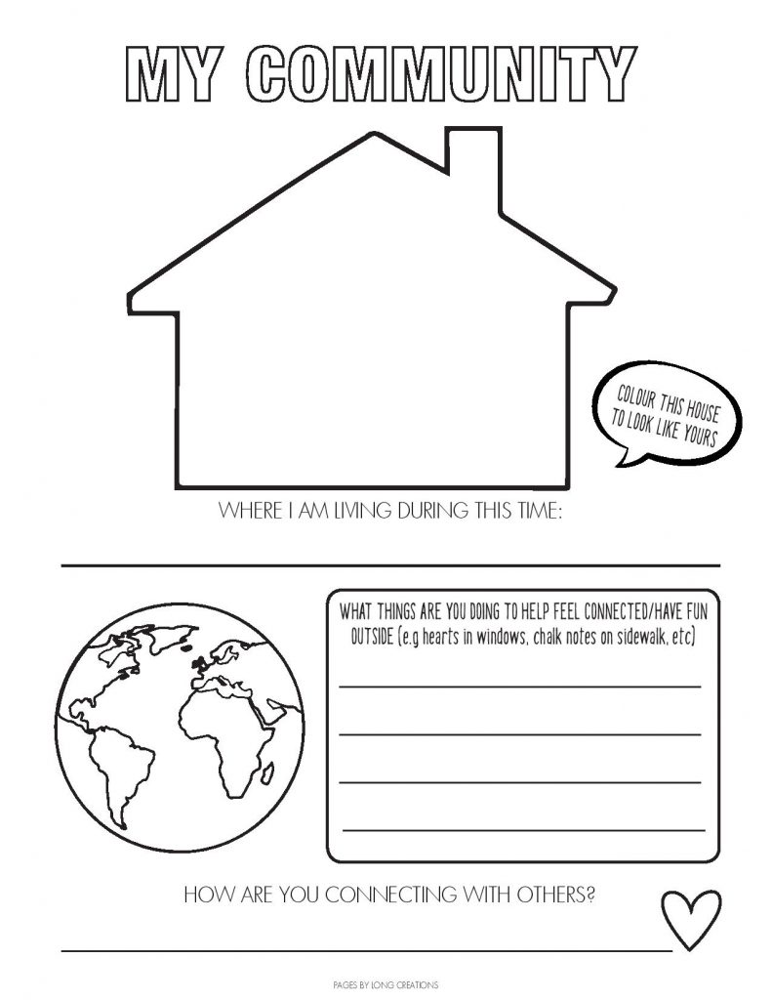 MY COMMUNITY
COLOUR THIS HOUSE
TO LOOK LIKE YOURS
WHERE I AM LIVING DURING THIS TIME:
WHAT THINGS ARE YOU DOING TO HELP FEEL CONNECTED/HAVE FUN
OUTSIDE (e.g hearts in windows, chalk notes on sidewalk, etc)
HOW ARE YOU CONNECTING WITH OTHERS?
PAGES BY LONG CREATIONS